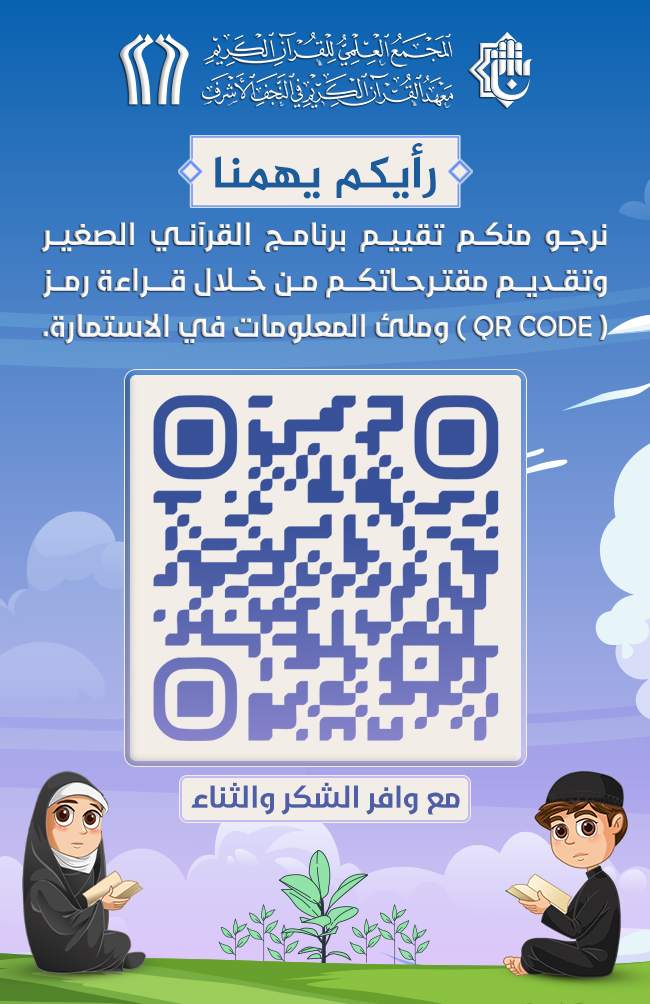 المجمع العلمي للقرآن الكريم
معهد القرآن الكريم في النجف الأشرف
رأيكم يهمنا
نرجو منكم تقييم برنامج القرآني الصغير
وتقديم مقترحاتكم من خلال قراءة رمز
( QR CODE ) وملئ المعلومات في الاستمارة.
مع وافر الشكر والثناء